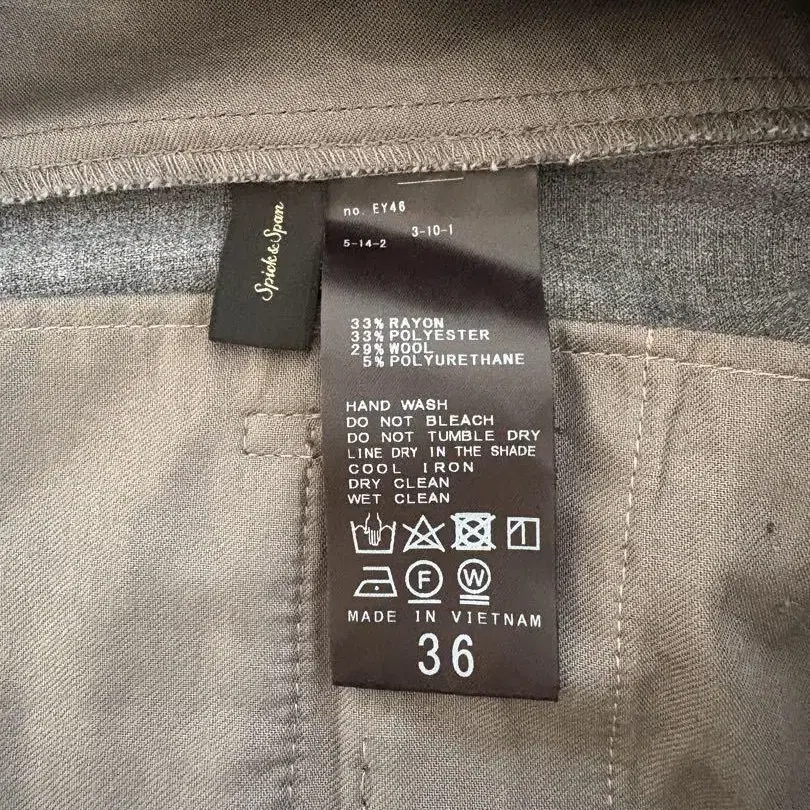 Spick & Span
no. EY46
3-10-1
5-14-2
33% RAYON
33% POLYESTER
29% WOOL
5% POLYURETHANE
HAND WASH
DO NOT BLEACH
DO NOT TUMBLE DRY
LINE DRY IN THE SHADE
COOL IRON
DRY CLEAN
WET CLEAN
F W
MADE IN VIETNAM
36